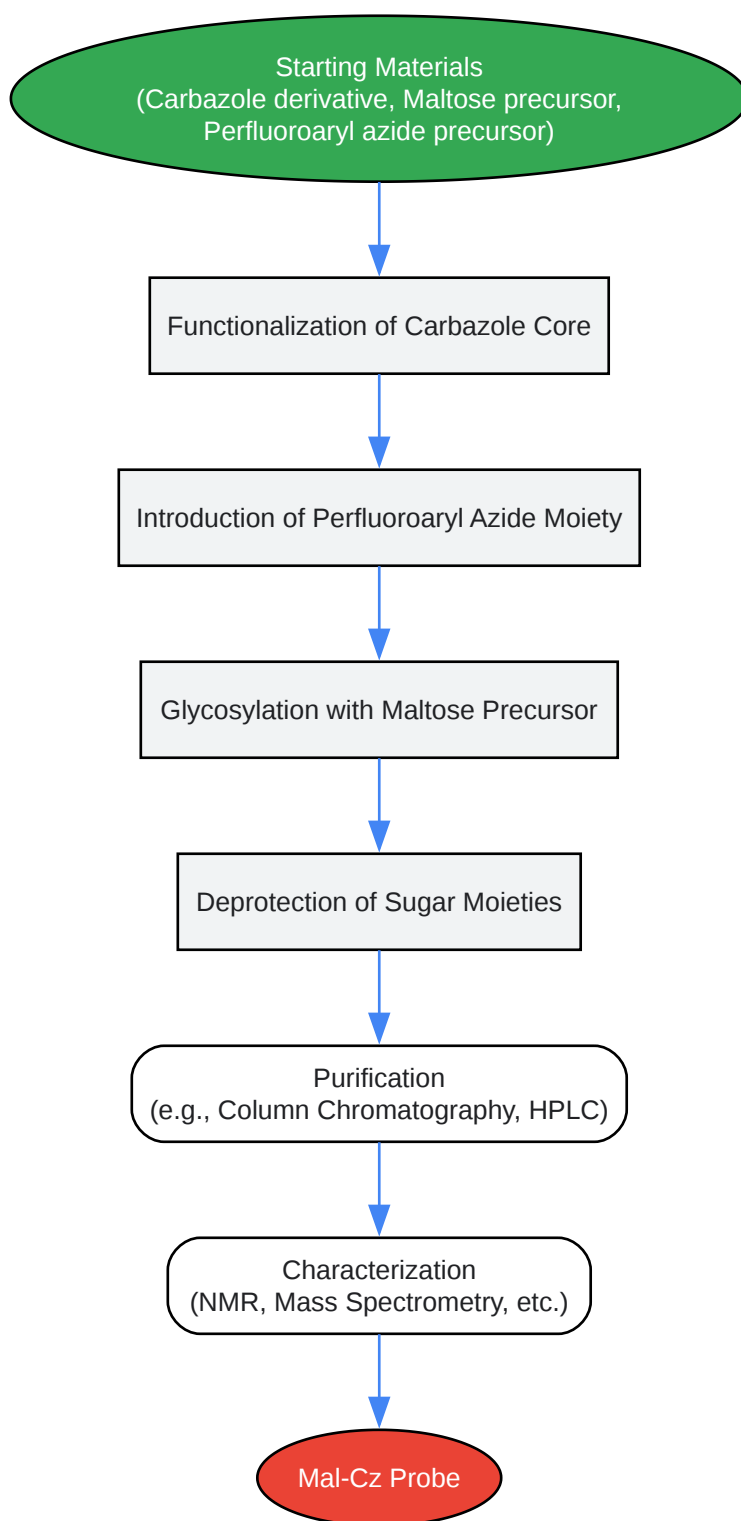 Starting Materials
(Carbazole derivative, Maltose precursor,
Perfluoroaryl azide precursor)
Functionalization of Carbazole Core
Introduction of Perfluoroaryl Azide Moiety
Glycosylation with Maltose Precursor
Deprotection of Sugar Moieties
Purification
(e.g., Column Chromatography, HPLC)
Characterization
(NMR, Mass Spectrometry, etc.)
Mal-Cz Probe